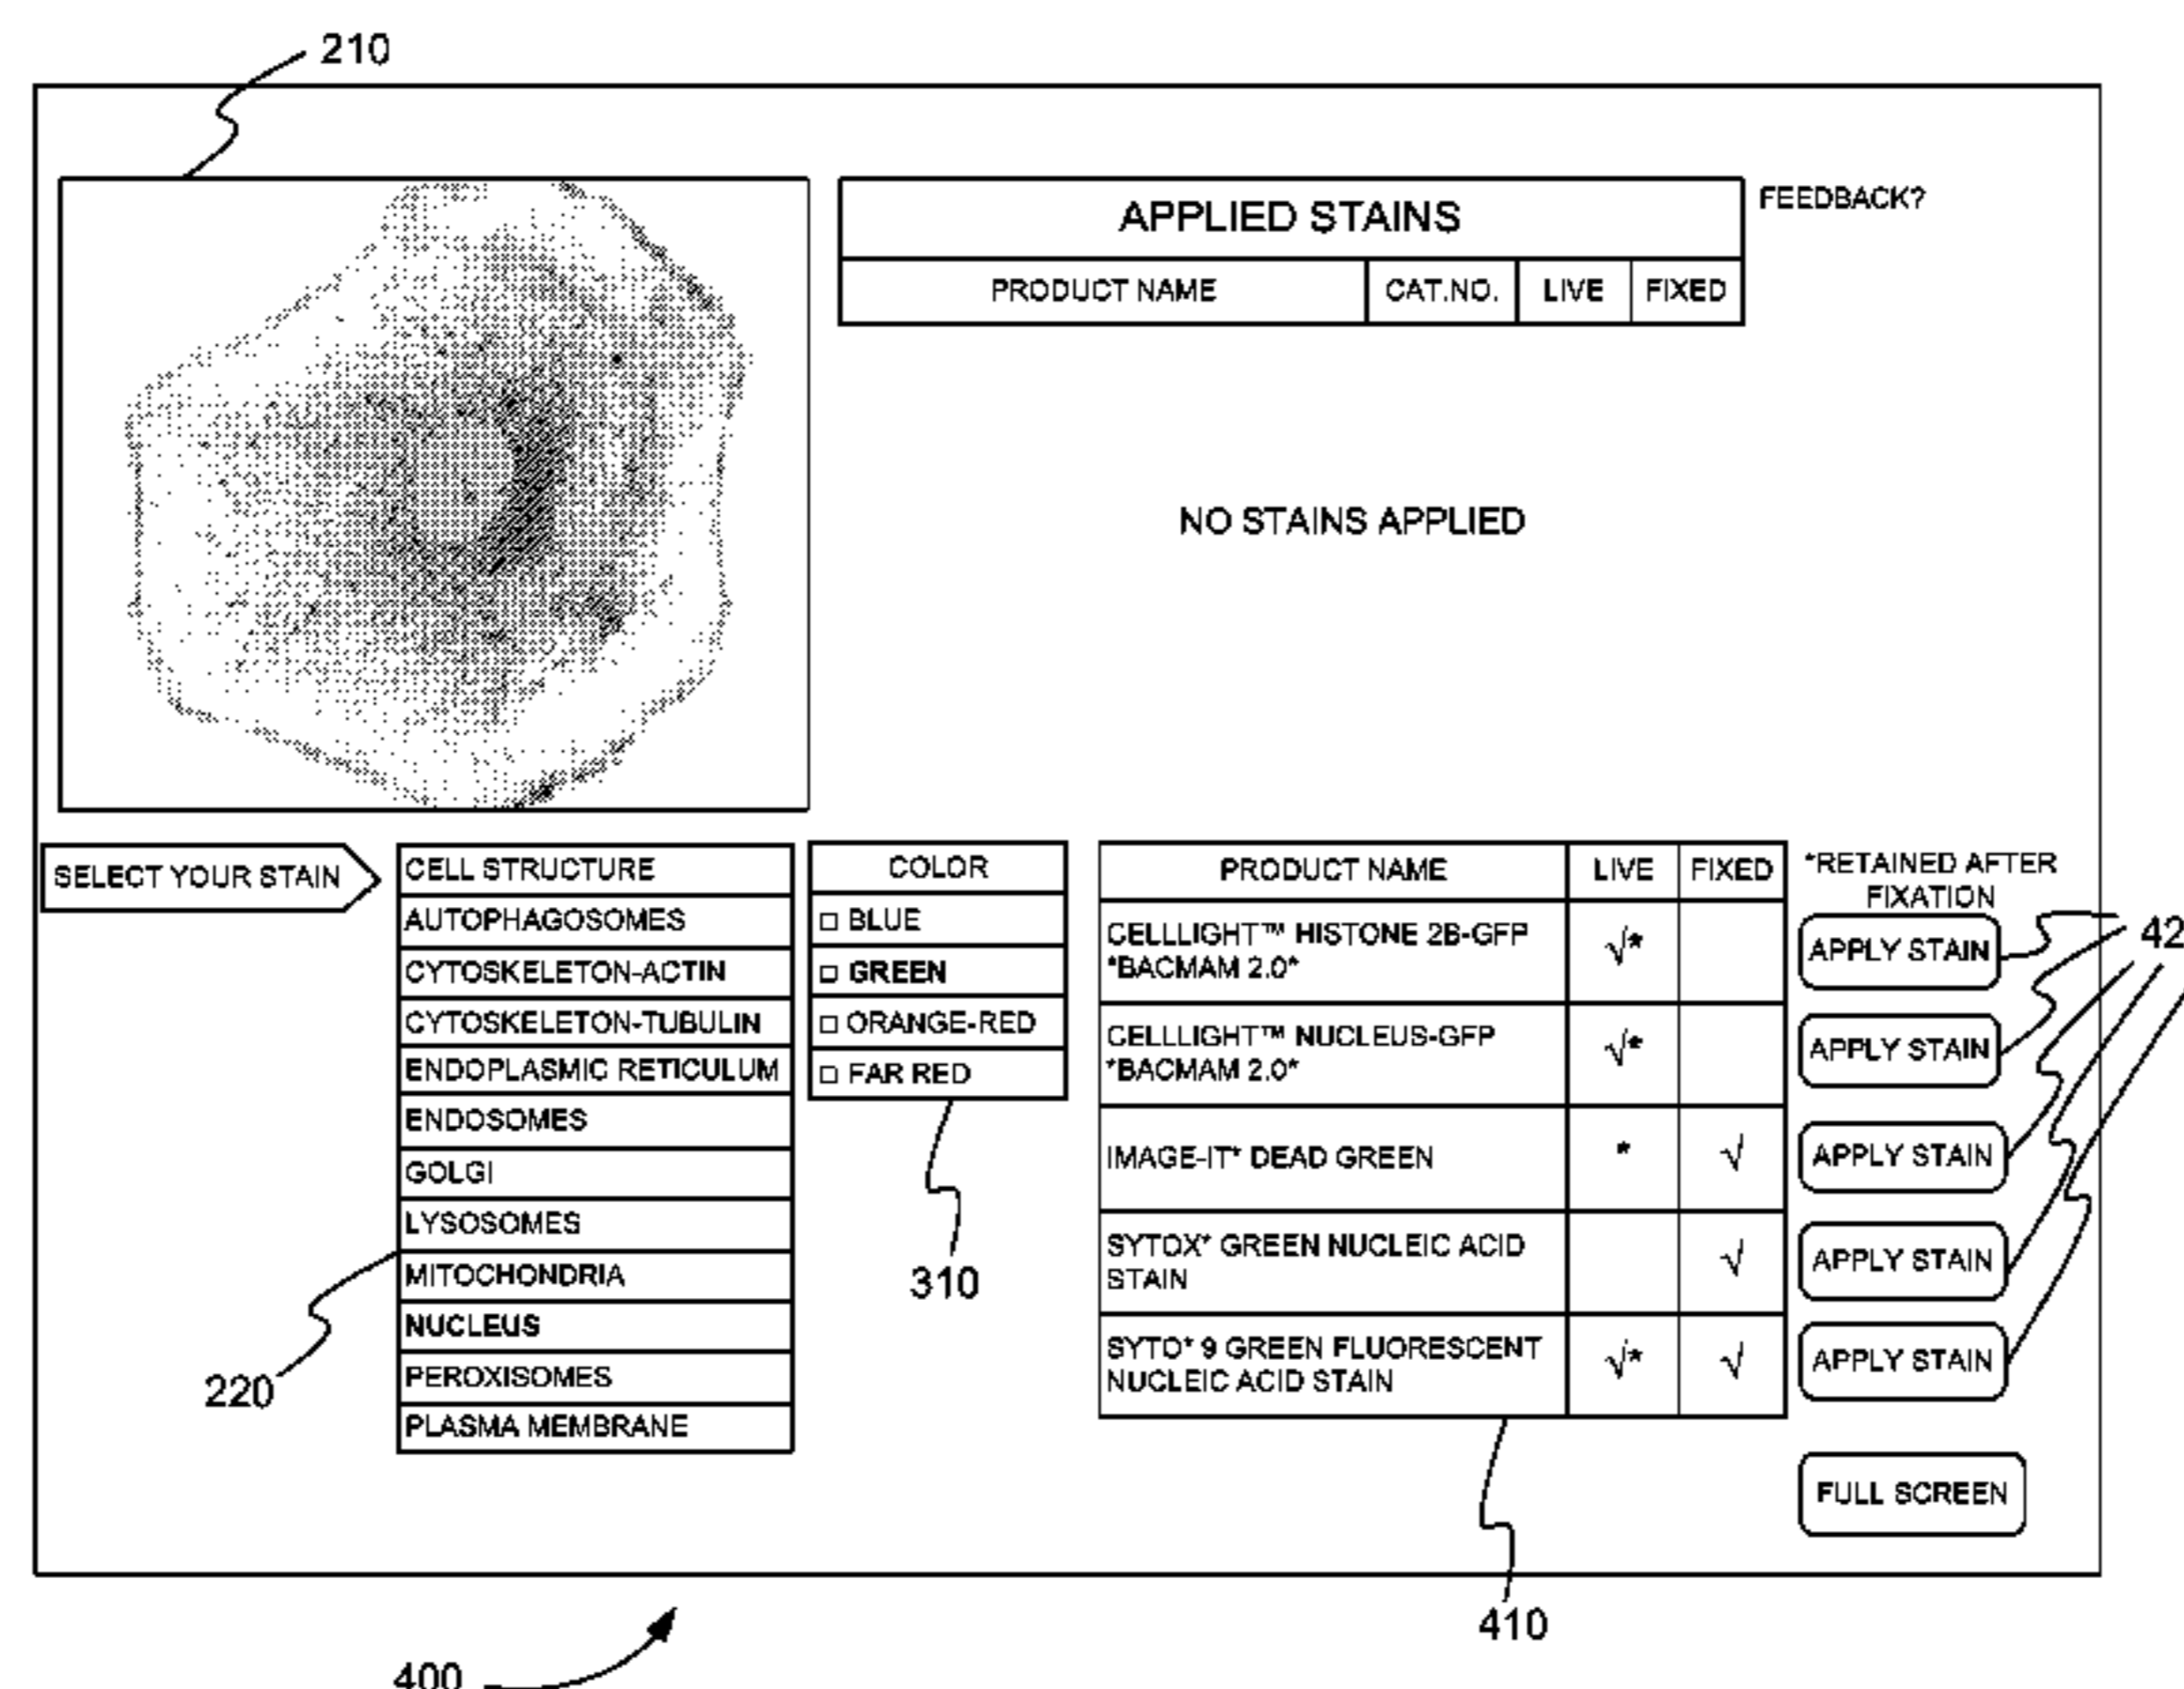 210
APPLIED STAINS
FEEDBACK?
PRODUCT NAME CAT.NO. LIVE FIXED
NO STAINS APPLIED
SELECT YOUR STAIN
CELL STRUCTURE
AUTOPHAGOSOMES
CYTOSKELETON-ACTIN
CYTOSKELETON-TUBULIN
ENDOPLASMIC RETICULUM
ENDOSOMES
GOLGI
LYSOSOMES
MITOCHONDRIA
NUCLEUS
PEROXISOMES
PLASMA MEMBRANE
220
COLOR
□ BLUE
□ GREEN
□ ORANGE-RED
□ FAR RED
310
PRODUCT NAME LIVE FIXED
CELLLIGHT™ HISTONE 2B-GFP
*BACMAM 2.0* √*
CELLLIGHT™ NUCLEUS-GFP
*BACMAM 2.0* √*
IMAGE-IT* DEAD GREEN * √
SYTOX* GREEN NUCLEIC ACID
STAIN √
SYTO* 9 GREEN FLUORESCENT
NUCLEIC ACID STAIN √* √
*RETAINED AFTER
FIXATION
APPLY STAIN
APPLY STAIN
APPLY STAIN
APPLY STAIN
APPLY STAIN
42
FULL SCREEN
410
400